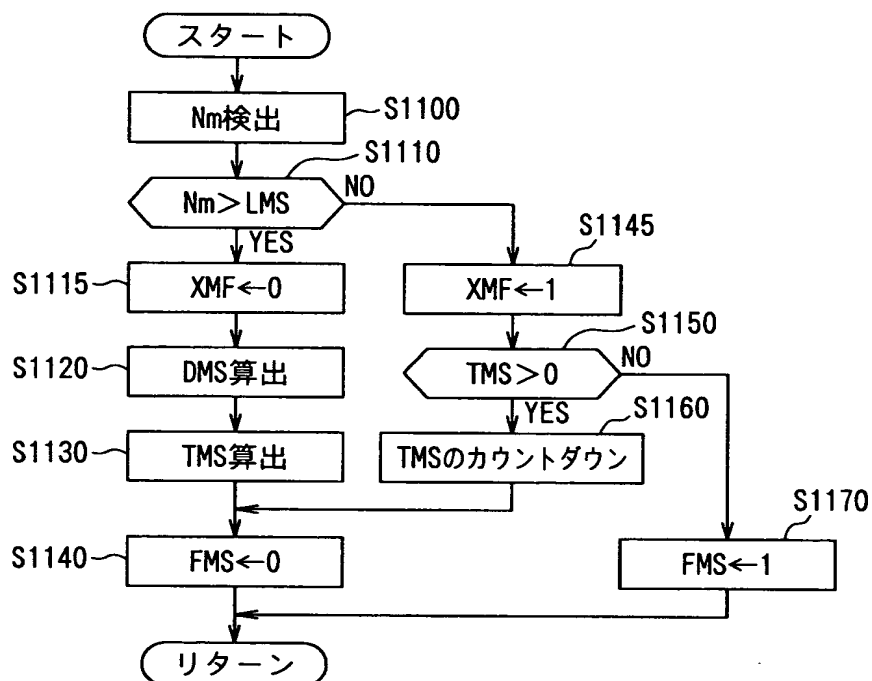 スタート
Nm検出
S1100
S1110
Nm>LMS
NO
YES
S1145
S1115
XMF←0
XMF←1
S1150
S1120
DMS算出
TMS>0
NO
YES
S1160
S1130
TMS算出
TMSのカウントダウン
S1170
S1140
FMS←0
FMS←1
リターン